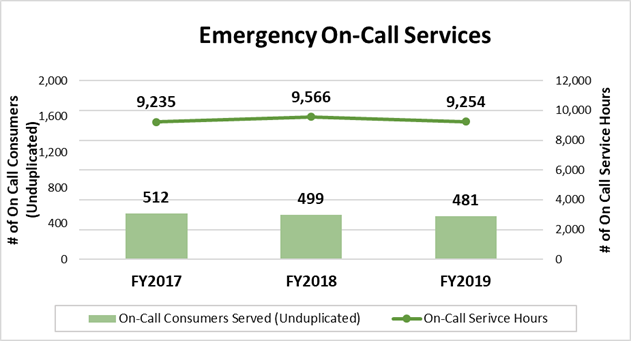 Emergency On-Call Services
# of On Call Consumers
(Unduplicated)
2,000
1,600
1,200
800
400
0
12,000
10,000
8,000
6,000
4,000
2,000
0
# of On Call Service Hours
9,235
9,566
9,254
512
499
481
FY2017
FY2018
FY2019
On-Call Consumers Served (Unduplicated)
On-Call Serivce Hours